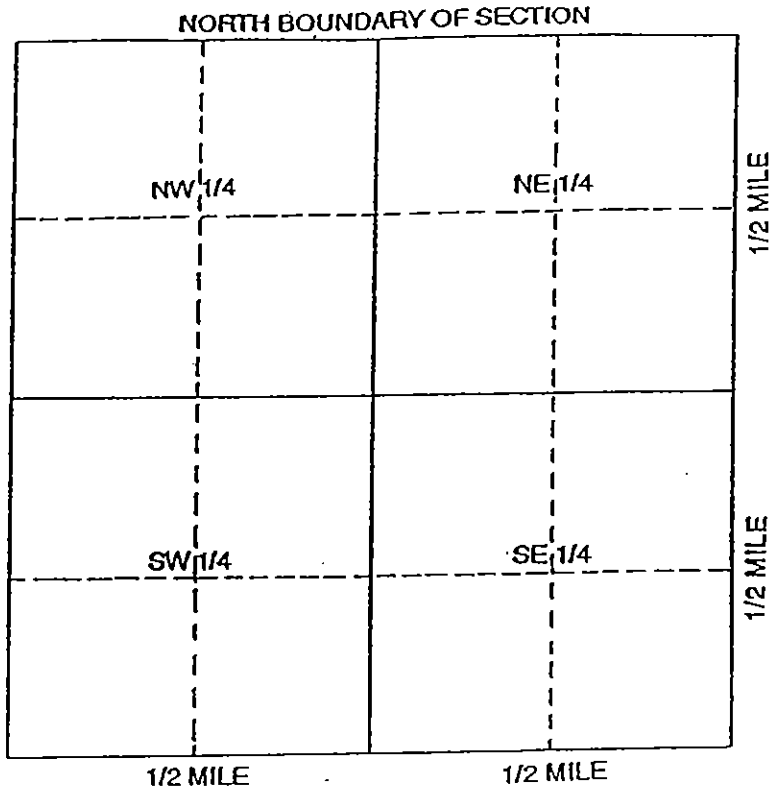 NORTH BOUNDARY OF SECTION
NW 1/4
NE 1/4
1/2 MILE
SW 1/4
SE 1/4
1/2 MILE
1/2 MILE
1/2 MILE